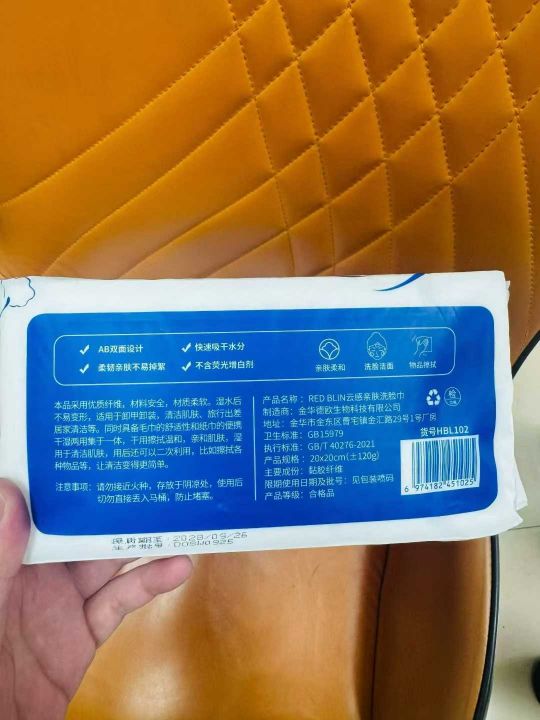 AB双面设计
快速吸干水分
柔韧亲肤不易掉絮
不含荧光增白剂
亲肤柔和
洗脸洁面
物品擦拭
本品采用优质纤维，材料安全，材质柔软。湿水后
不易变形，适用于卸甲卸装，清洁肌肤、旅行出差
居家清洁等。同时具备毛巾的舒适性和纸巾的便携
干湿两用集于一体，干用擦拭温和，亲和肌肤，湿
用于清洁肌肤，用后还可以二次利用，比如擦拭各
种物品等，让清洁变得更简单。
注意事项：请勿接近火种，存放于阴凉处，使用后
切勿直接丢入马桶，防止堵塞。
产品名称：RED BLIN云感亲肤洗脸巾
制造商：金华德欧生物科技有限公司
地址：金华市金东区曹宅镇金汇路29号1号厂房
卫生标准：GB15979
执行标准：GB/T 40276-2021
产品规格：20x20cm(±120g)
主要成份：黏胶纤维
限期使用日期及批号：见包装喷码
产品等级：合格品
检
货号HBL102
6 974182 451025
限期日期至：2028/09/26
生产批号：DOSW0925